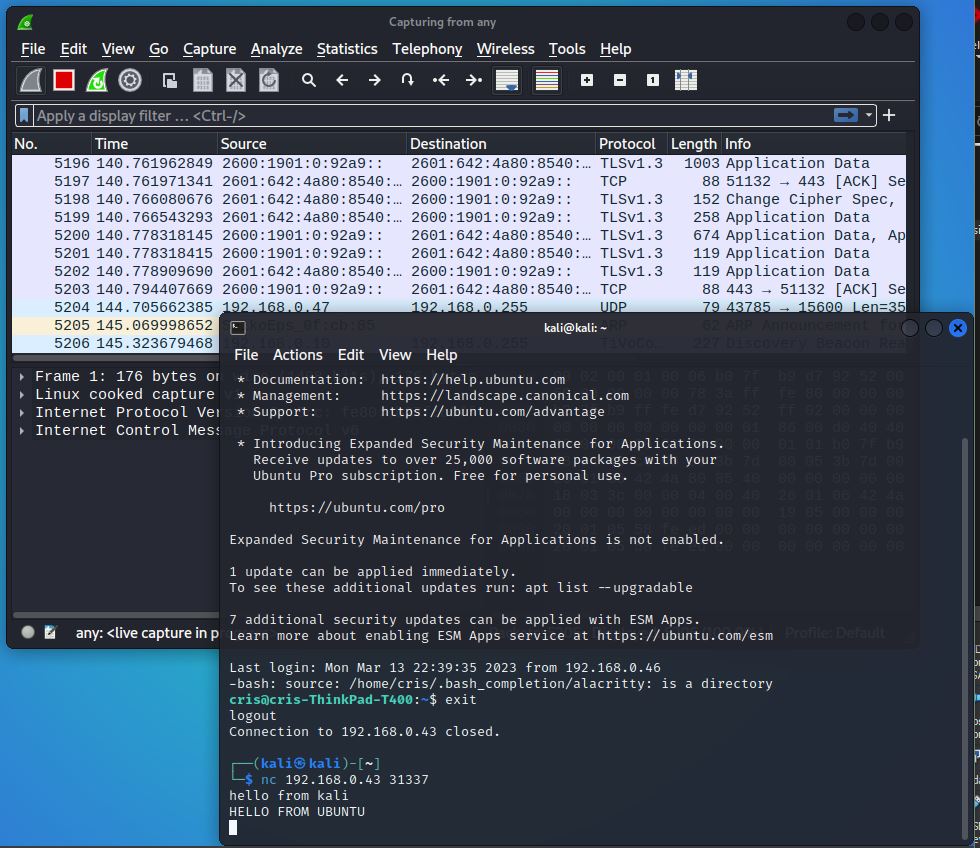 Capturing from any
File Edit View Go Capture Analyze Statistics Telephony Wireless Tools Help
Apply a display filter … <Ctrl-/>
No. Time Source Destination Protocol Length Info
5196 140.761962849 2600:1901:0:92a9:: 2601:642:4a80:8540:… TLSv1.3 1003 Application Data
5197 140.761971341 2601:642:4a80:8540:… 2600:1901:0:92a9:: TCP 88 51132 → 443 [ACK] Se
5198 140.766080676 2601:642:4a80:8540:… 2600:1901:0:92a9:: TLSv1.3 152 Change Cipher Spec,
5199 140.766543293 2601:642:4a80:8540:… 2600:1901:0:92a9:: TLSv1.3 258 Application Data
5200 140.778318145 2600:1901:0:92a9:: 2601:642:4a80:8540:… TLSv1.3 674 Application Data, Ap
5201 140.778318415 2600:1901:0:92a9:: 2601:642:4a80:8540:… TLSv1.3 119 Application Data
5202 140.778909690 2601:642:4a80:8540:… 2600:1901:0:92a9:: TLSv1.3 119 Application Data
5203 140.794407669 2600:1901:0:92a9:: 2601:642:4a80:8540:… TCP 88 443 → 51132 [ACK] Se
5204 144.705662385 192.168.0.47 192.168.0.255 UDP 79 43785 → 15600 Len=35
5205 145.069998652 ARP 62 ARP Announcement for
5206 145.323679468 192.168.0.10 192.168.0.255 TiVoCo… 227 Discovery Beacon
Frame 1: 176 bytes on
Linux cooked capture
Internet Protocol Ver
Internet Control Message Protocol v6
any: <live capture in p
Profile: Default
kali@kali: ~
File Actions Edit View Help
* Documentation: https://help.ubuntu.com
* Management: https://landscape.canonical.com
* Support: https://ubuntu.com/advantage
* Introducing Expanded Security Maintenance for Applications.
Receive updates to over 25,000 software packages with your
Ubuntu Pro subscription. Free for personal use.
https://ubuntu.com/pro
Expanded Security Maintenance for Applications is not enabled.
1 update can be applied immediately.
To see these additional updates run: apt list --upgradable
7 additional security updates can be applied with ESM Apps.
Learn more about enabling ESM Apps service at https://ubuntu.com/esm
Last login: Mon Mar 13 22:39:35 2023 from 192.168.0.46
-bash: source: /home/cris/.bash_completion/alacritty: is a directory
cris@cris-ThinkPad-T400:~$ exit
logout
Connection to 192.168.0.43 closed.
┌──(kali㉿kali)-[~]
└─$ nc 192.168.0.43 31337
hello from kali
HELLO FROM UBUNTU